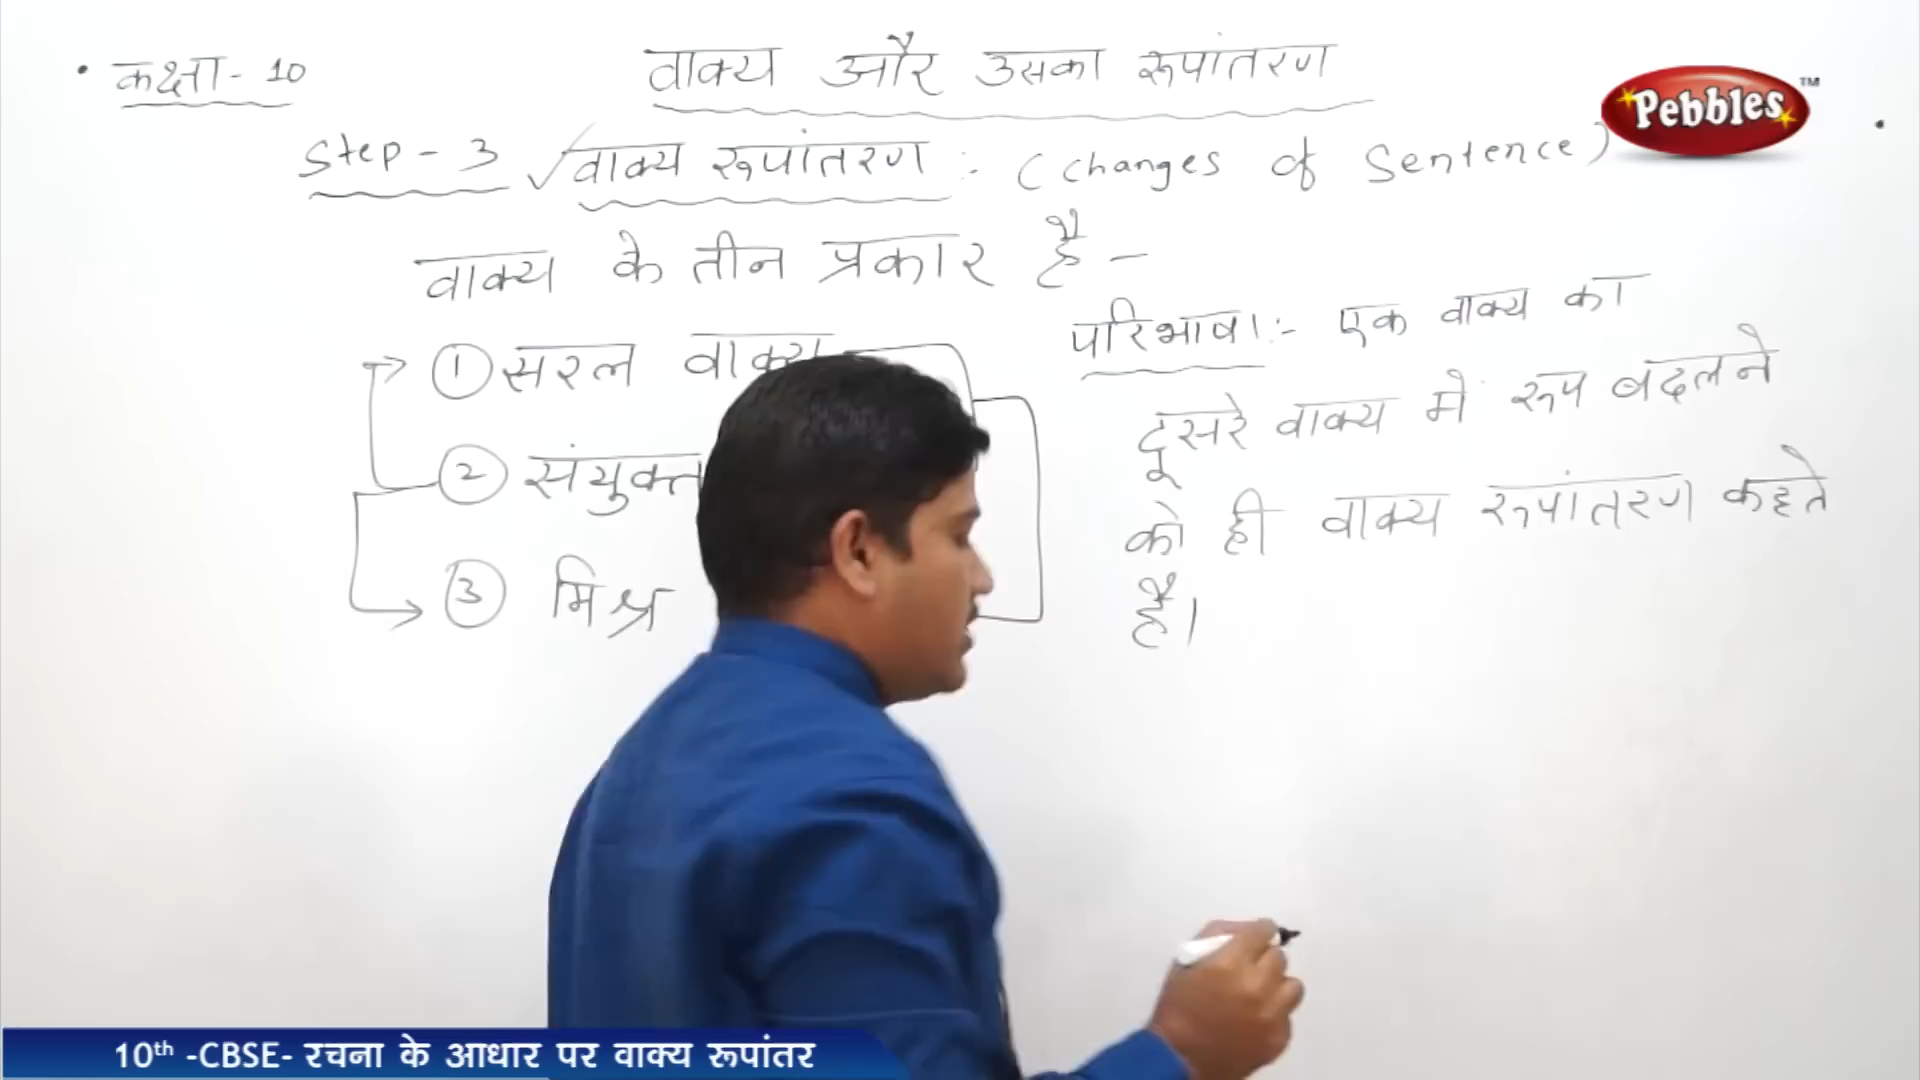 कक्षा - 10
वाक्य और उसका रूपांतरण
Pebbles™
Step - 3 √वाक्य रूपांतरण :- (Changes of Sentence)
वाक्य के तीन प्रकार है -
① सरल वाक्य
② संयुक्त
③ मिश्र
परिभाषा :- एक वाक्य का
दूसरे वाक्य में रूप बदलने
को ही वाक्य रूपांतरण कहते
है।
10th -CBSE- रचना के आधार पर वाक्य रूपांतर